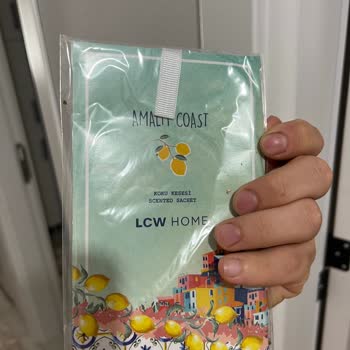 AMALFI COAST
KOKU KESESİ
SCENTED SACHET
LCW HOME